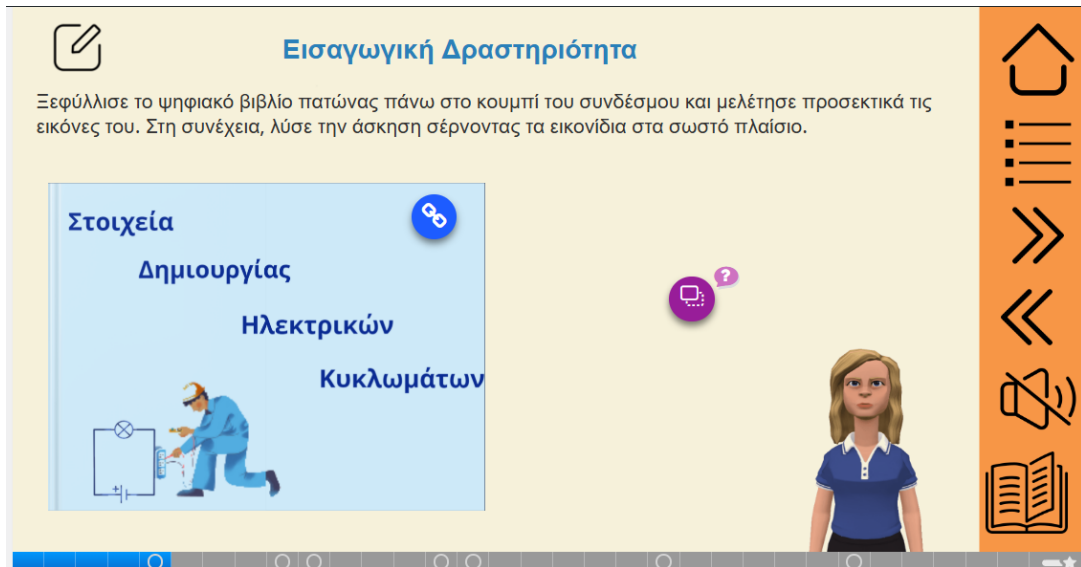 Εισαγωγική Δραστηριότητα
Ξεφύλλισε το ψηφιακό βιβλίο πατώνας πάνω στο κουμπί του συνδέσμου και μελέτησε προσεκτικά τις
εικόνες του. Στη συνέχεια, λύσε την άσκηση σέρνοντας τα εικονίδια στα σωστό πλαίσιο.
Στοιχεία
Δημιουργίας
Ηλεκτρικών
Κυκλωμάτων
?
+